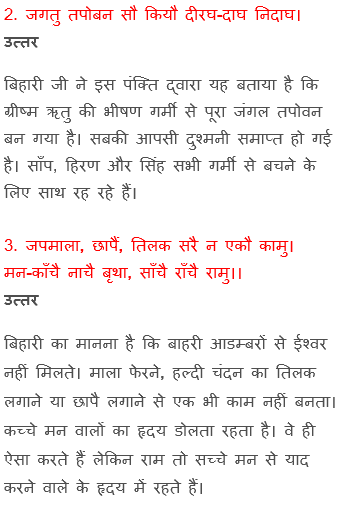 2. जगतु तपोबन सौ कियौ दीरघ-दाघ निदाघ।
उत्तर
बिहारी जी ने इस पंक्ति द्वारा यह बताया है कि
ग्रीष्म ऋतु की भीषण गर्मी से पूरा जंगल तपोवन
बन गया है। सबकी आपसी दुश्मनी समाप्त हो गई
है। साँप, हिरण और सिंह सभी गर्मी से बचने के
लिए साथ रह रहे हैं।
3. जपमाला, छापैं, तिलक सरै न एकौ कामु।
मन-काँचै नाचै बृथा, साँचै राँचै रामु।।
उत्तर
बिहारी का मानना है कि बाहरी आडम्बरों से ईश्वर
नहीं मिलते। माला फेरने, हल्दी चंदन का तिलक
लगाने या छापै लगाने से एक भी काम नहीं बनता।
कच्चे मन वालों का हृदय डोलता रहता है। वे ही
ऐसा करते हैं लेकिन राम तो सच्चे मन से याद
करने वाले के हृदय में रहते हैं।